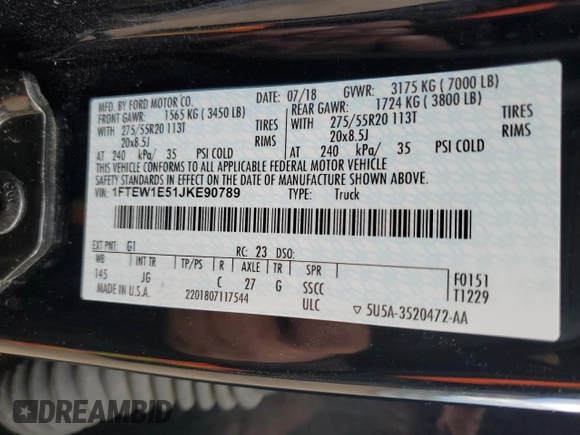 MFD. BY FORD MOTOR CO. DATE: 07/18 GVWR: 3175 KG ( 7000 LB)
FRONT GAWR: 1565 KG ( 3450 LB) REAR GAWR: 1724 KG ( 3800 LB)
WITH 275/55R20 113T TIRES WITH 275/55R20 113T TIRES
20x8.5J RIMS 20x8.5J RIMS
AT 240 kPa/ 35 PSI COLD AT 240 kPa/ 35 PSI COLD
THIS VEHICLE CONFORMS TO ALL APPLICABLE FEDERAL MOTOR VEHICLE
SAFETY STANDARDS IN EFFECT ON THE DATE OF MANUFACTURE SHOWN ABOVE.
VIN: 1FTEW1E51JKE90789 TYPE: Truck
EXT PNT: G1 RC: 23 DSO:
WB INT TR TP/PS R AXLE TR SPR
145 JG C 27 G SSCC F0151
MADE IN U.S.A. 2201807117544 ULC T1229
▽ 5U5A-3520472-AA
DREAMBID